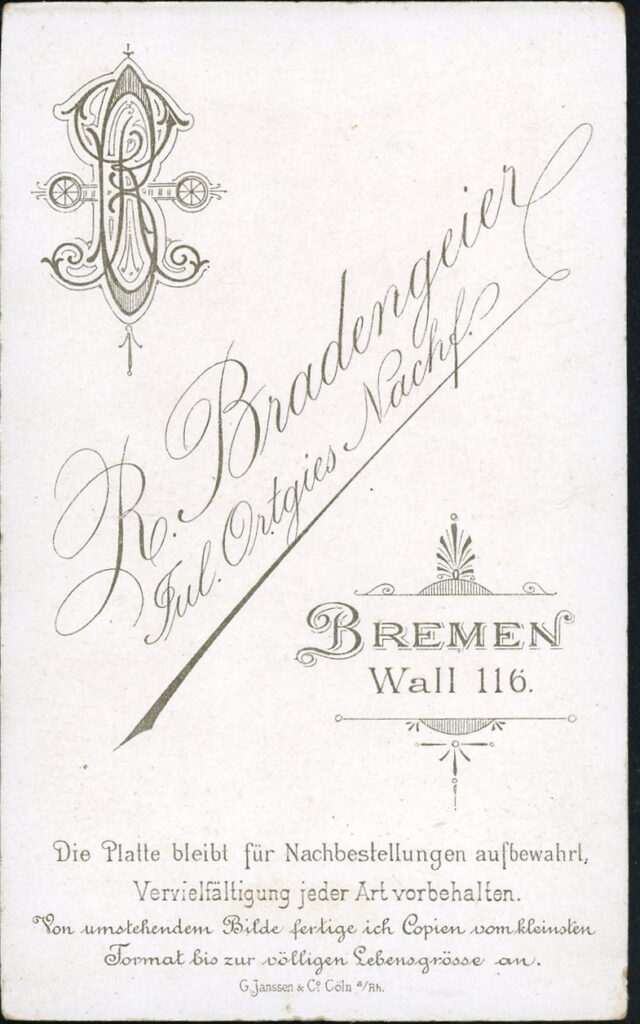 R. Bradengeier
Jul. Ortgies Nachf.
BREMEN
Wall 116.
Die Platte bleibt für Nachbestellungen aufbewahrt,
Vervielfältigung jeder Art vorbehalten.
Von umstehendem Bilde fertige ich Copien vom kleinsten
Format bis zur völligen Lebensgrösse an.
G. Janssen & Co. Cöln a/Rh.